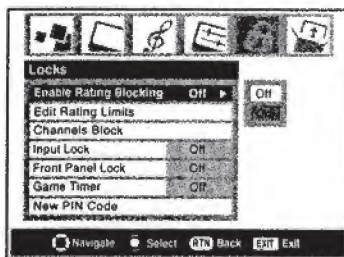 Locks
Enable Rating Blocking Off
Off
Edit Rating Limits
Channels Block
Input Lock Off
Front Panel Lock Off
Game Timer Off
New PIN Code
Navigate Select RTN Back EXIT Exit